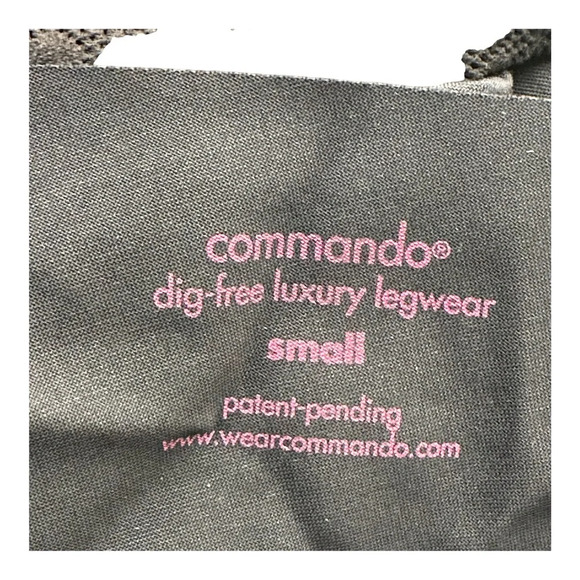 commando®
dig-free luxury legwear
small
patent-pending
www.wearcommando.com